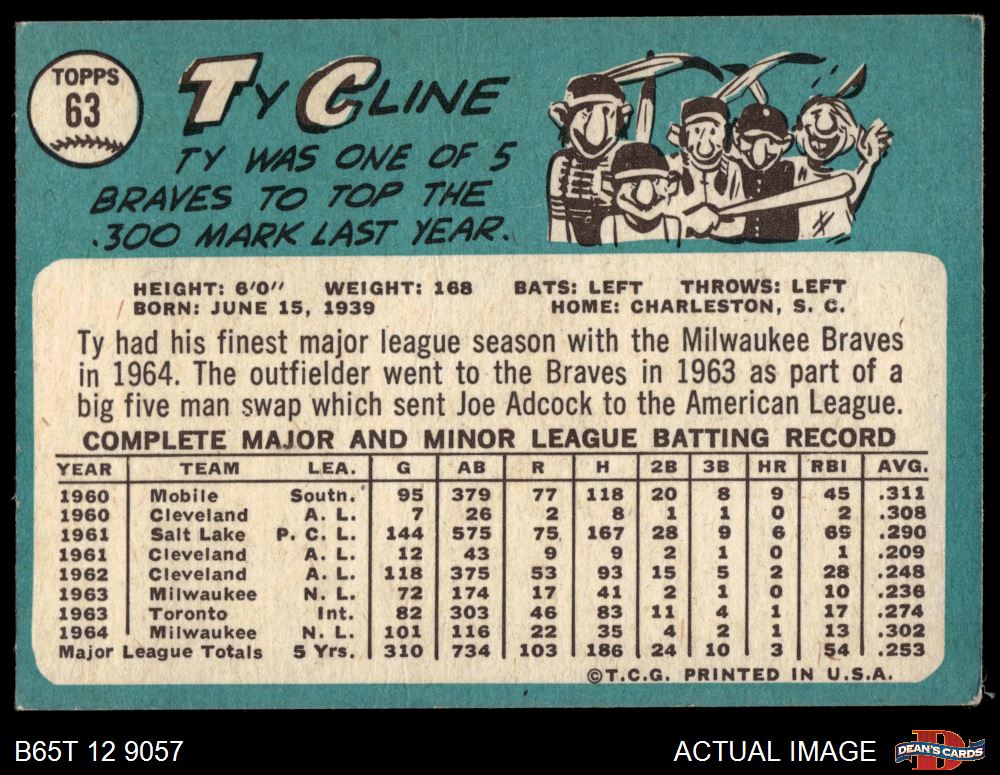 TOPPS
63
TY CLINE
TY WAS ONE OF 5
BRAVES TO TOP THE
.300 MARK LAST YEAR.
HEIGHT: 6'0" WEIGHT: 168 BATS: LEFT THROWS: LEFT
BORN: JUNE 15, 1939 HOME: CHARLESTON, S. C.
Ty had his finest major league season with the Milwaukee Braves
in 1964. The outfielder went to the Braves in 1963 as part of a
big five man swap which sent Joe Adcock to the American League.
COMPLETE MAJOR AND MINOR LEAGUE BATTING RECORD
YEAR TEAM LEA. G AB R H 2B 3B HR RBI AVG.
1960 Mobile Soutn. 95 379 77 118 20 8 9 45 .311
1960 Cleveland A. L. 7 26 2 8 1 1 0 2 .308
1961 Salt Lake P. C. L. 144 575 75 167 28 9 6 69 .290
1961 Cleveland A. L. 12 43 9 9 2 1 0 1 .209
1962 Cleveland A. L. 118 375 53 93 15 5 2 28 .248
1963 Milwaukee N. L. 72 174 17 41 2 1 0 10 .236
1963 Toronto Int. 82 303 46 83 11 4 1 17 .274
1964 Milwaukee N. L. 101 116 22 35 4 2 1 13 .302
Major League Totals 5 Yrs. 310 734 103 186 24 10 3 54 .253
©T.C.G. PRINTED IN U.S.A.
B65T 12 9057 ACTUAL IMAGE DEAN'S CARDS